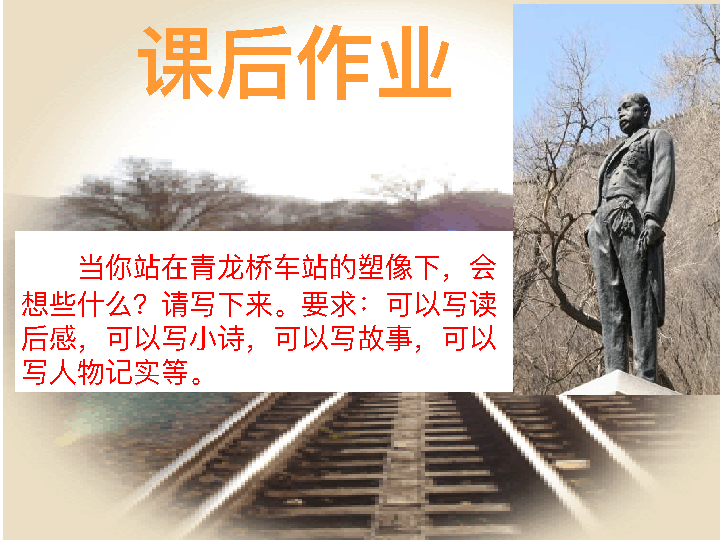 课后作业
当你站在青龙桥车站的塑像下，会
想些什么？请写下来。要求：可以写读
后感，可以写小诗，可以写故事，可以
写人物记实等。